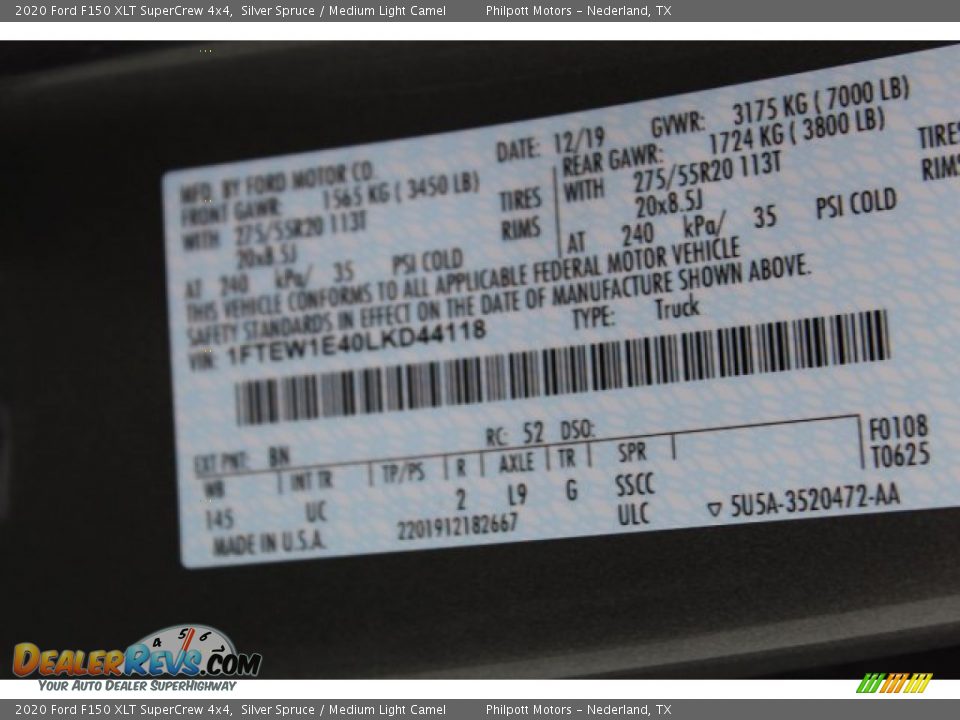 2020 Ford F150 XLT SuperCrew 4x4, Silver Spruce / Medium Light Camel Philpott Motors – Nederland, TX
MFD. BY FORD MOTOR CO. DATE: 12/19 GVWR: 3175 KG ( 7000 LB)
FRONT GAWR: 1565 KG ( 3450 LB) REAR GAWR: 1724 KG ( 3800 LB)
WITH 275/55R20 113T TIRES WITH 275/55R20 113T TIRES
20x8.5J RIMS 20x8.5J RIMS
AT 240 kPa/ 35 PSI COLD AT 240 kPa/ 35 PSI COLD
THIS VEHICLE CONFORMS TO ALL APPLICABLE FEDERAL MOTOR VEHICLE
SAFETY STANDARDS IN EFFECT ON THE DATE OF MANUFACTURE SHOWN ABOVE.
VIN: 1FTEW1E40LKD44118 TYPE: Truck
EXT PNT: BN RC: 52 DSO: F0108
WB INT TR TP/PS R AXLE TR SPR T0625
145 UC 2 L9 G SSCC
MADE IN U.S.A. 2201912182667 ULC 5U5A-3520472-AA
4 5 6
DEALERREVS.COM
YOUR AUTO DEALER SUPERHIGHWAY
2020 Ford F150 XLT SuperCrew 4x4, Silver Spruce / Medium Light Camel Philpott Motors – Nederland, TX